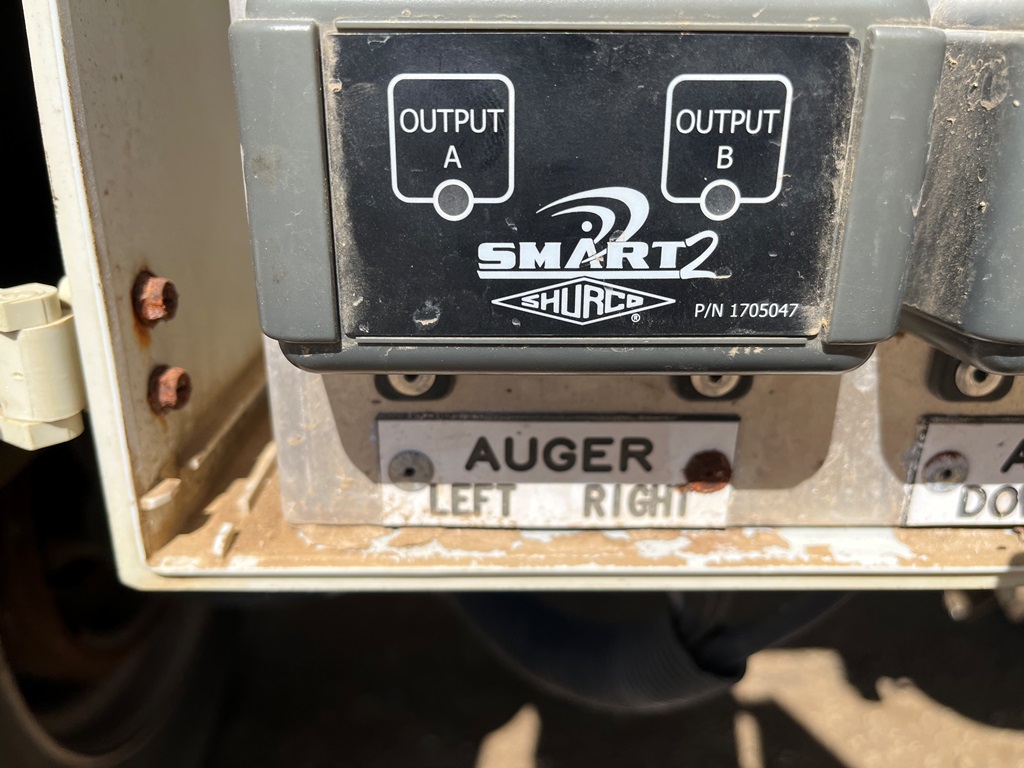 OUTPUT
A
OUTPUT
B
SMART2
SHURCO®
P/N 1705047
AUGER
LEFT RIGHT